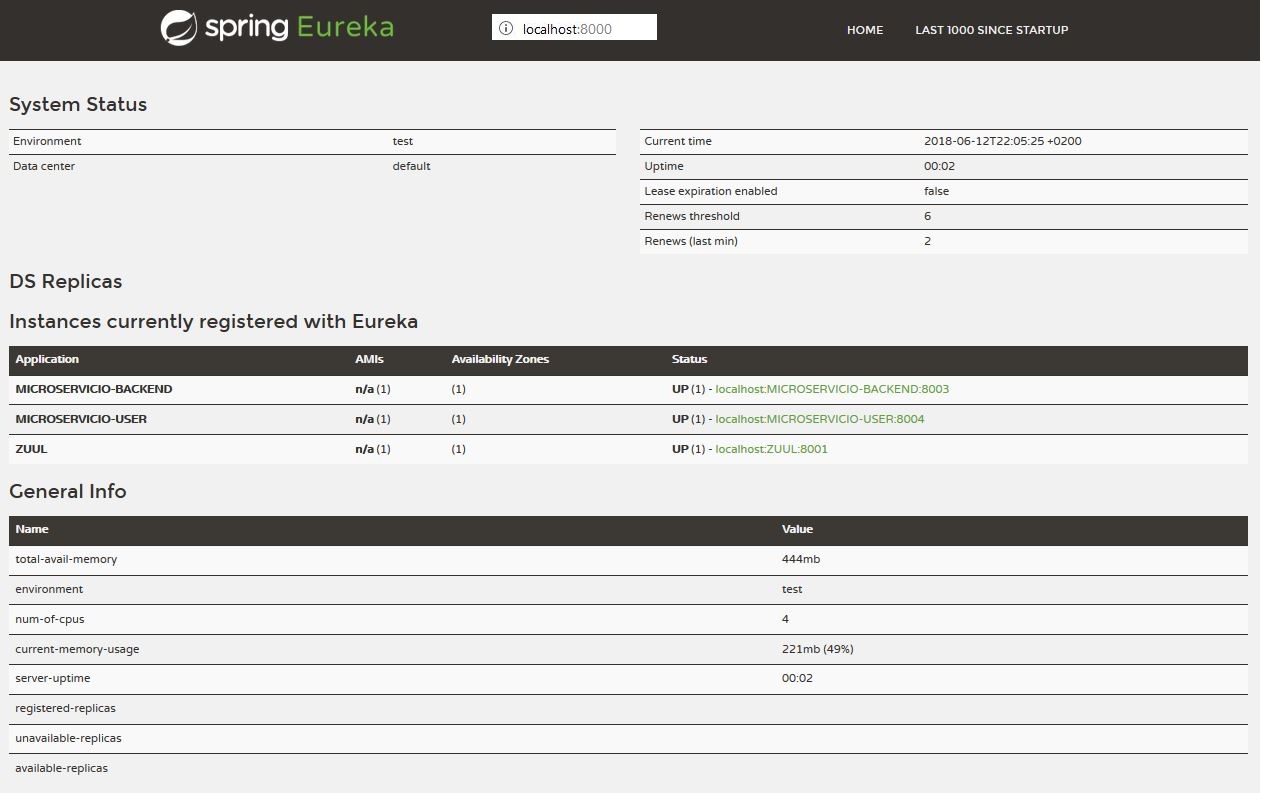 spring Eureka localhost:8000 HOME LAST 1000 SINCE STARTUP
System Status
Environment test
Data center default
Current time 2018-06-12T22:05:25 +0200
Uptime 00:02
Lease expiration enabled false
Renews threshold 6
Renews (last min) 2
DS Replicas
Instances currently registered with Eureka
Application AMIs Availability Zones Status
MICROSERVICIO-BACKEND n/a (1) (1) UP (1) - localhost:MICROSERVICIO-BACKEND:8003
MICROSERVICIO-USER n/a (1) (1) UP (1) - localhost:MICROSERVICIO-USER:8004
ZUUL n/a (1) (1) UP (1) - localhost:ZUUL:8001
General Info
Name Value
total-avail-memory 444mb
environment test
num-of-cpus 4
current-memory-usage 221mb (49%)
server-uptime 00:02
registered-replicas
unavailable-replicas
available-replicas